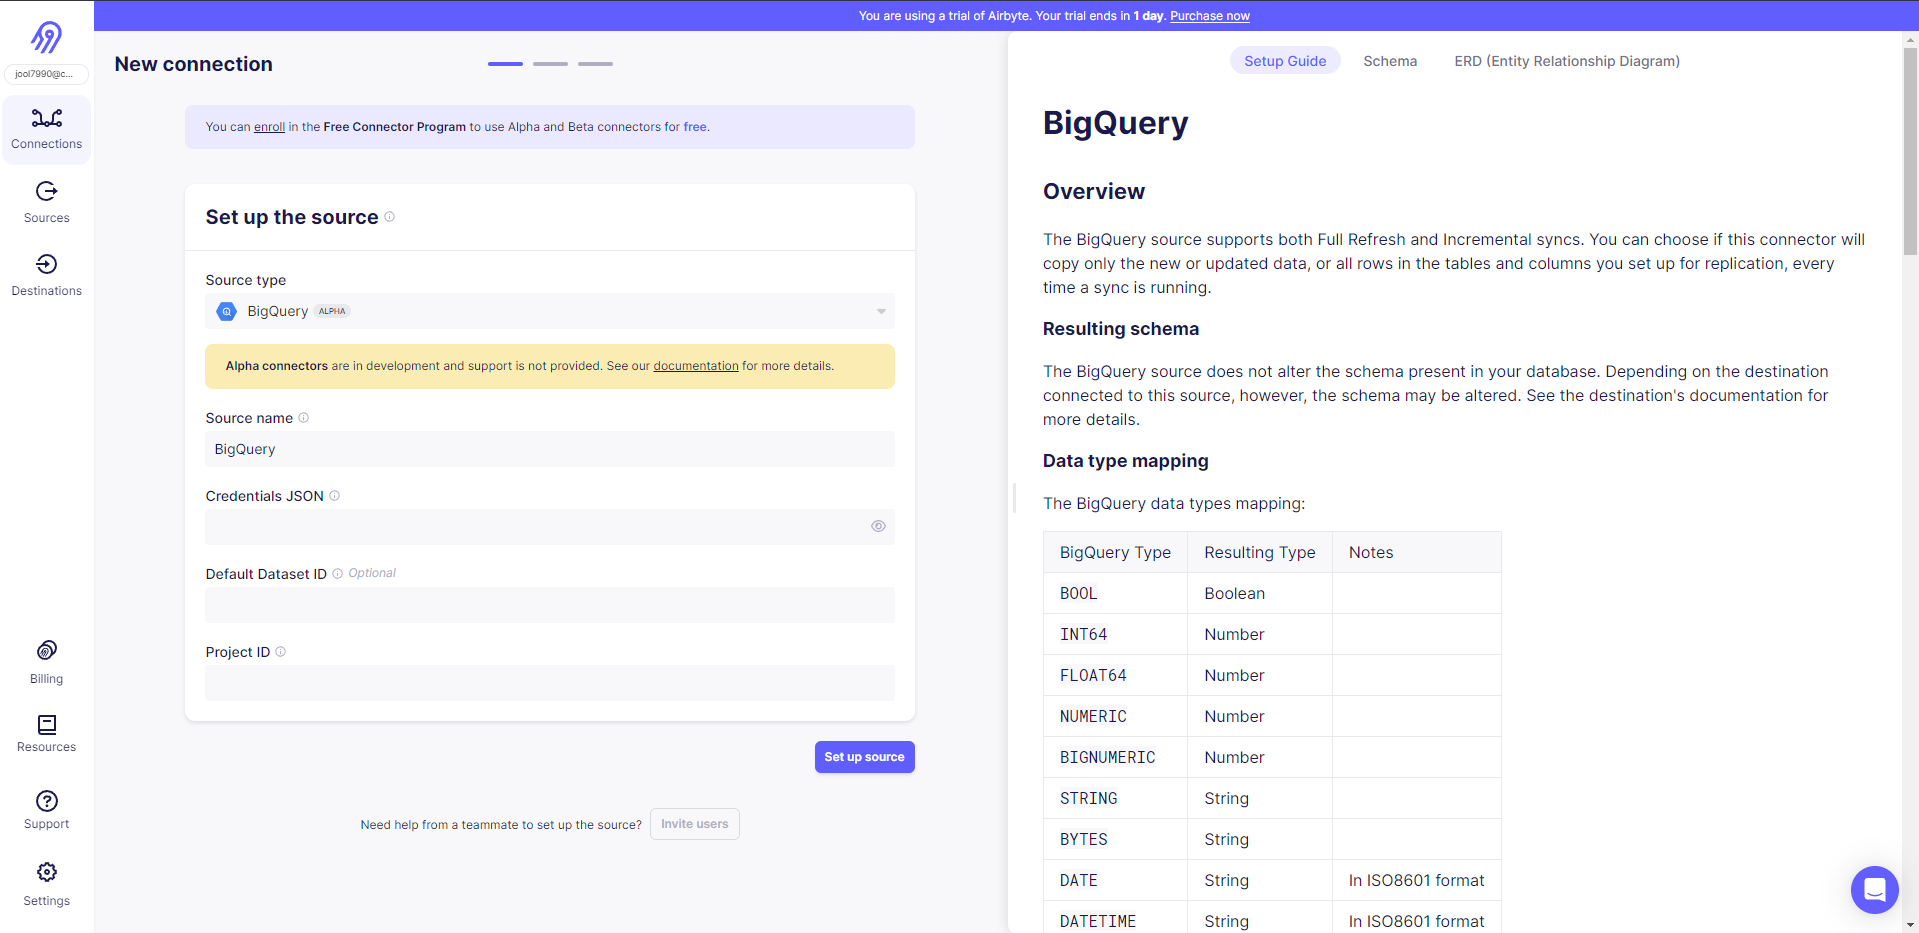 You are using a trial of Airbyte. Your trial ends in 1 day. Purchase now
jool7990@c...
Connections
Sources
Destinations
Billing
Resources
Support
Settings
New connection
You can enroll in the Free Connector Program to use Alpha and Beta connectors for free.
Set up the source
Source type
BigQuery ALPHA
Alpha connectors are in development and support is not provided. See our documentation for more details.
Source name
BigQuery
Credentials JSON
Default Dataset ID Optional
Project ID
Set up source
Need help from a teammate to set up the source? Invite users
Setup Guide Schema ERD (Entity Relationship Diagram)
BigQuery
Overview
The BigQuery source supports both Full Refresh and Incremental syncs. You can choose if this connector will
copy only the new or updated data, or all rows in the tables and columns you set up for replication, every
time a sync is running.
Resulting schema
The BigQuery source does not alter the schema present in your database. Depending on the destination
connected to this source, however, the schema may be altered. See the destination's documentation for
more details.
Data type mapping
The BigQuery data types mapping:
BigQuery Type Resulting Type Notes
BOOL Boolean
INT64 Number
FLOAT64 Number
NUMERIC Number
BIGNUMERIC Number
STRING String
BYTES String
DATE String In ISO8601 format
DATETIME String In ISO8601 format